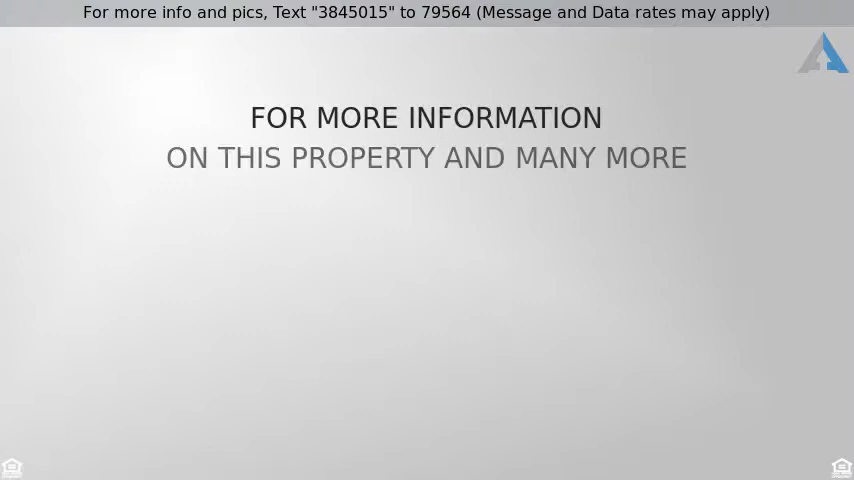 For more info and pics, Text "3845015" to 79564 (Message and Data rates may apply)
FOR MORE INFORMATION
ON THIS PROPERTY AND MANY MORE